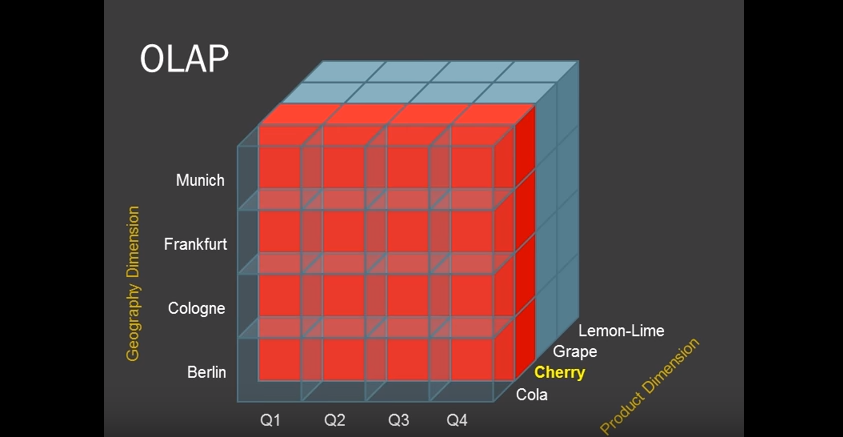 OLAP
Munich
Frankfurt
Cologne
Berlin
Geography Dimension
Q1 Q2 Q3 Q4
Lemon-Lime
Grape
Cherry
Cola
Product Dimension